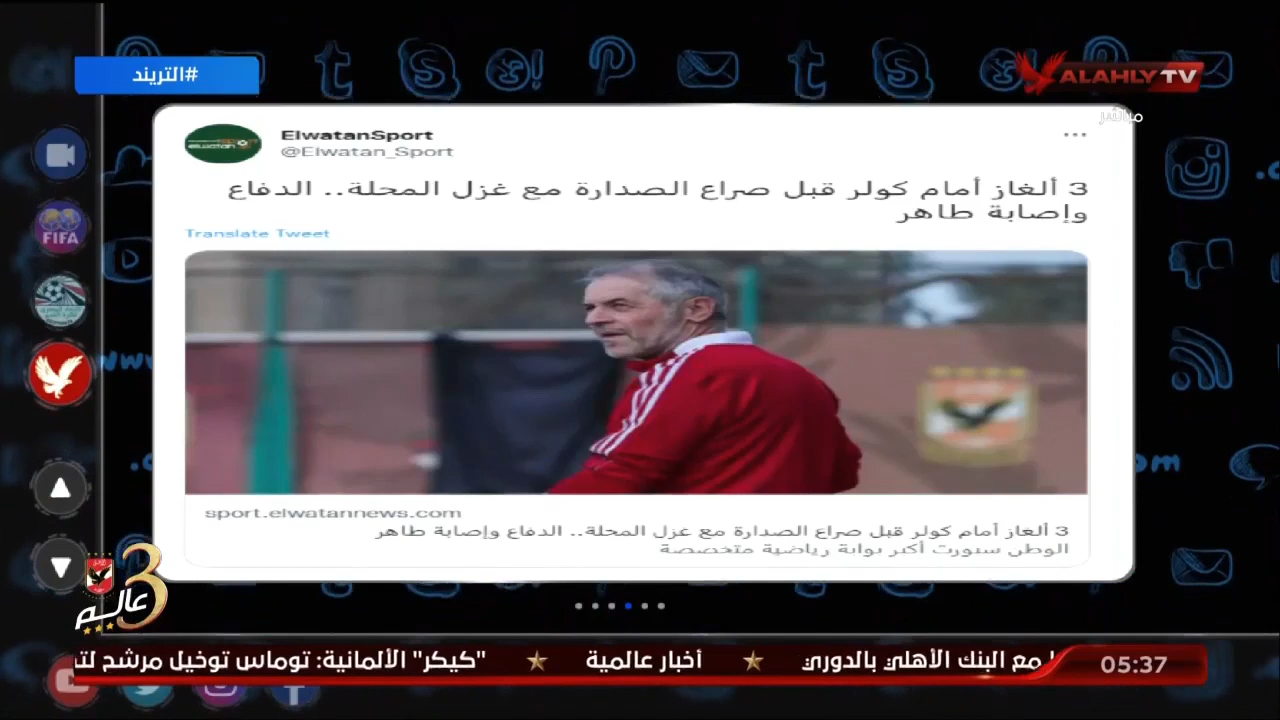 #التريند
ALAHLY TV
مباشر
ElwatanSport
@Elwatan_Sport
3 ألغاز أمام كولر قبل صراع الصدارة مع غزل المحلة.. الدفاع
وإصابة طاهر
Translate Tweet
sport.elwatannews.com
3 ألغاز أمام كولر قبل صراع الصدارة مع غزل المحلة.. الدفاع وإصابة طاهر
الوطن سبورت أكبر بوابة رياضية متخصصة
FIFA
3 عالم
مع البنك الأهلي بالدوري ★ أخبار عالمية ★ "كيكر" الألمانية: توماس توخيل مرشح
05:37